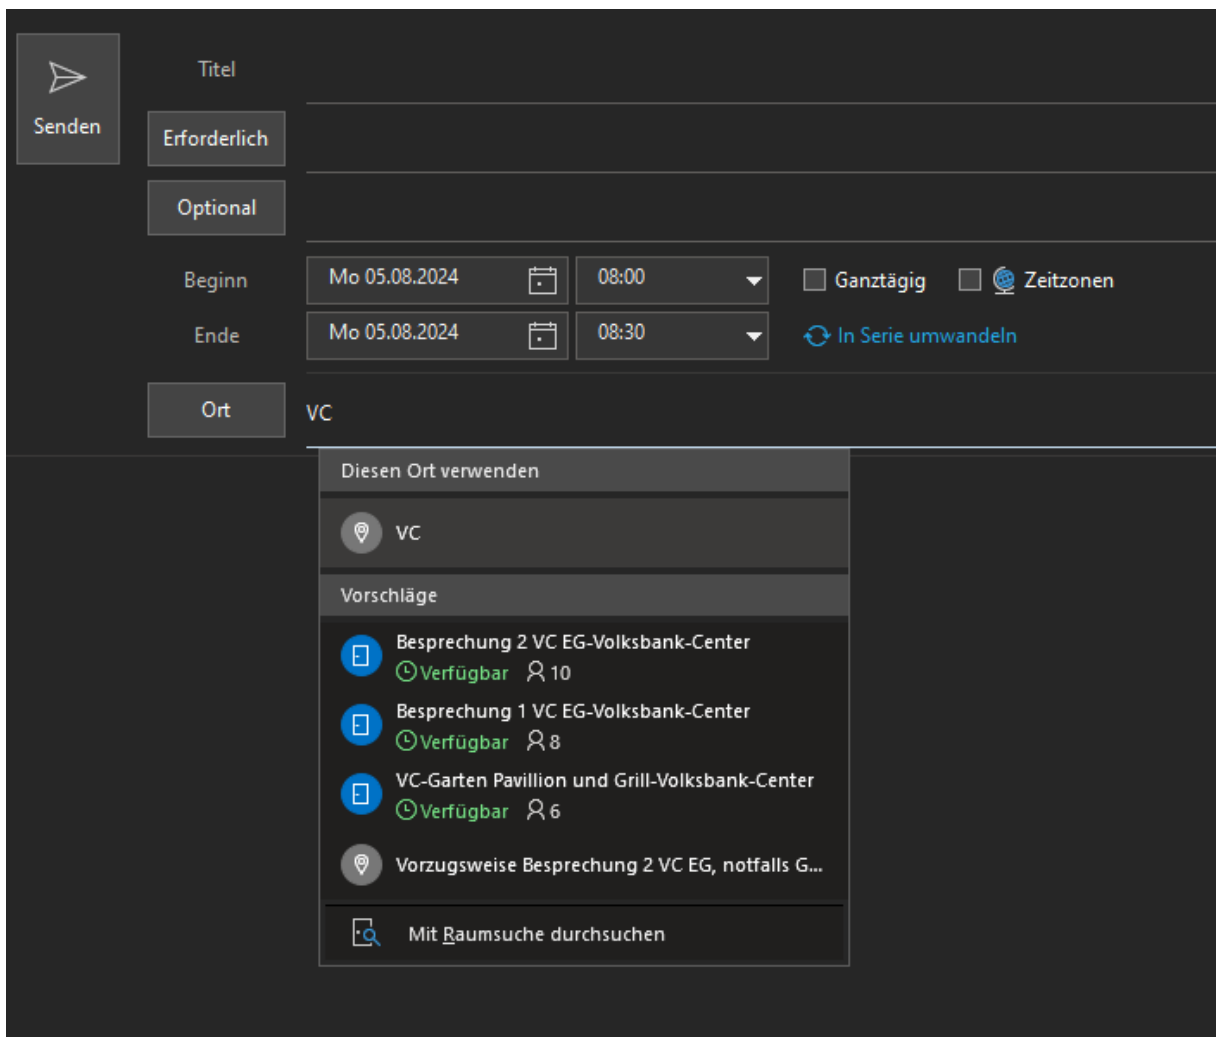 Titel
Senden
Erforderlich
Optional
Beginn Mo 05.08.2024 08:00 Ganztägig Zeitzonen
Ende Mo 05.08.2024 08:30 In Serie umwandeln
Ort VC
Diesen Ort verwenden
VC
Vorschläge
Besprechung 2 VC EG-Volksbank-Center
Verfügbar 10
Besprechung 1 VC EG-Volksbank-Center
Verfügbar 8
VC-Garten Pavillion und Grill-Volksbank-Center
Verfügbar 6
Vorzugsweise Besprechung 2 VC EG, notfalls G...
Mit Raumsuche durchsuchen